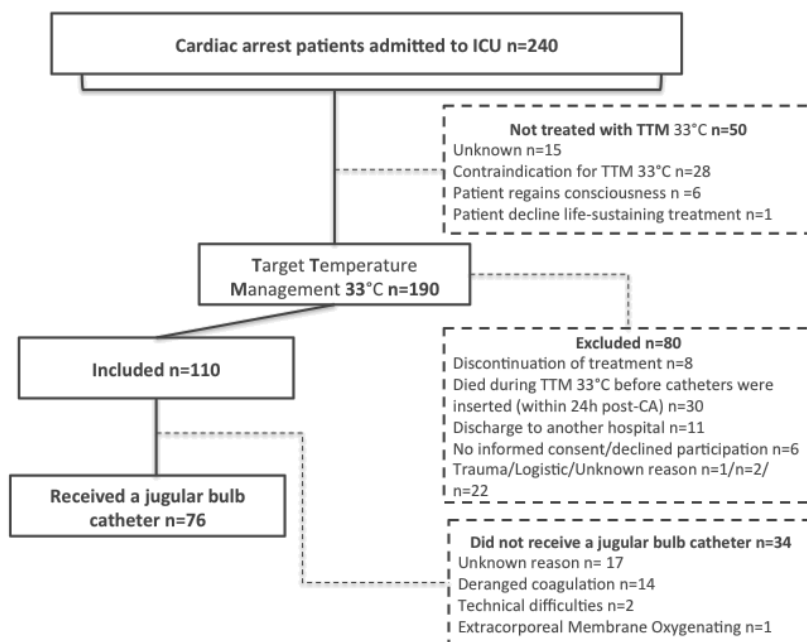 Cardiac arrest patients admitted to ICU n=240
Not treated with TTM 33°C n=50
Unknown n=15
Contraindication for TTM 33°C n=28
Patient regains consciousness n =6
Patient decline life-sustaining treatment n=1
Target Temperature
Management 33°C n=190
Excluded n=80
Discontinuation of treatment n=8
Died during TTM 33°C before catheters were
inserted (within 24h post-CA) n=30
Discharge to another hospital n=11
No informed consent/declined participation n=6
Trauma/Logistic/Unknown reason n=1/n=2/
n=22
Included n=110
Received a jugular bulb
catheter n=76
Did not receive a jugular bulb catheter n=34
Unknown reason n= 17
Deranged coagulation n=14
Technical difficulties n=2
Extracorporeal Membrane Oxygenating n=1